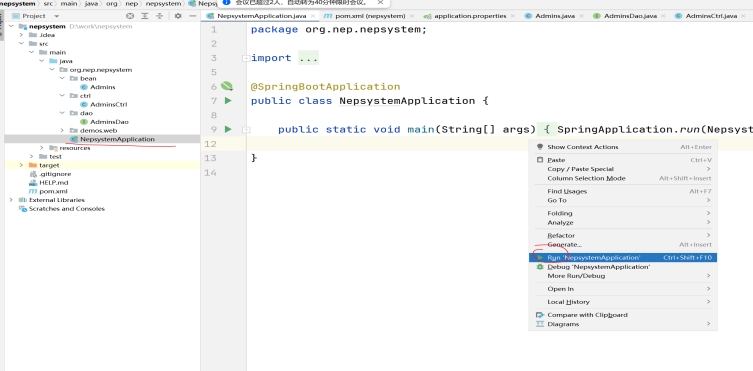 nepsystem › src › main › java › org › nep › nepsystem › Neps
会议已超过2人，自动转为40分钟限时会议。
Project
NepsystemApplication.java
pom.xml (nepsystem)
application.properties
Admins.java
AdminsDao.java
AdminsCtrl.java
nepsystem D:\work\nepsystem
.idea
src
main
java
org.nep.nepsystem
bean
Admins
ctrl
AdminsCtrl
dao
AdminsDao
demos.web
NepsystemApplication
resources
test
target
.gitignore
HELP.md
pom.xml
External Libraries
Scratches and Consoles
1 package org.nep.nepsystem;
2
3 import ...
5
6 @SpringBootApplication
7 public class NepsystemApplication {
8
9 public static void main(String[] args) { SpringApplication.run(Nepsyst
12
13 }
14
Show Context Actions Alt+Enter
Paste Ctrl+V
Copy / Paste Special
Column Selection Mode Alt+Shift+Insert
Find Usages Alt+F7
Go To
Folding
Analyze
Refactor
Generate... Alt+Insert
Run 'NepsystemApplication' Ctrl+Shift+F10
Debug 'NepsystemApplication'
More Run/Debug
Open In
Local History
Compare with Clipboard
Diagrams